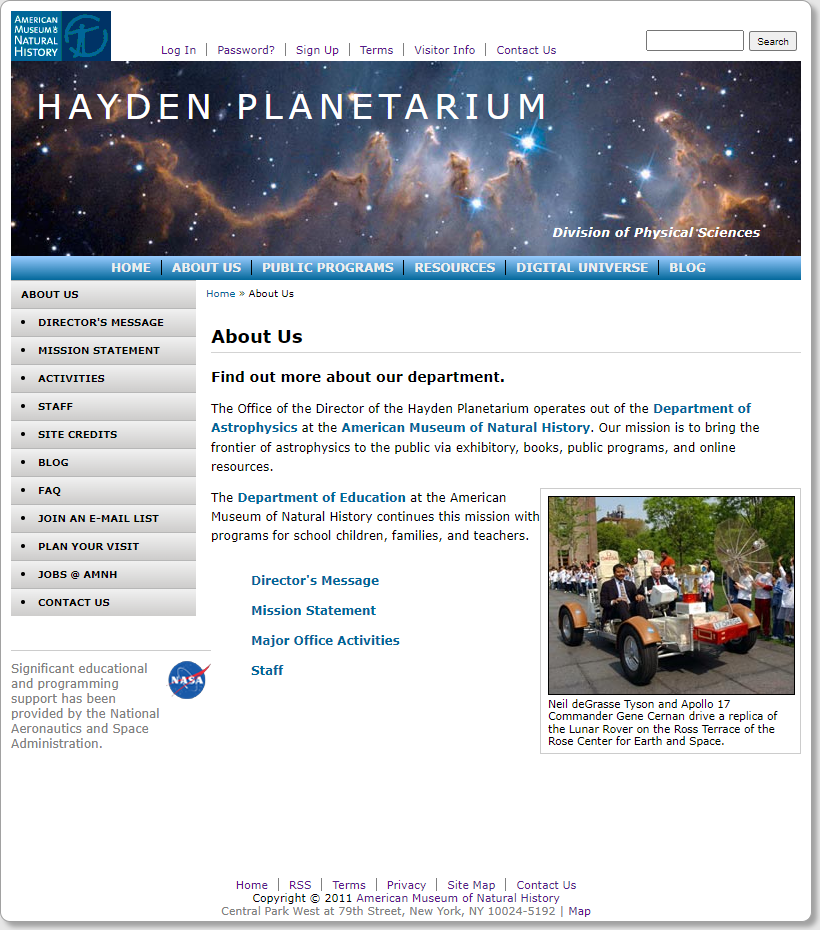 AMERICAN
MUSEUM Ő
NATURAL
HISTORY
Log In | Password? | Sign Up | Terms | Visitor Info | Contact Us
Search
HAYDEN PLANETARIUM
Division of Physical Sciences
HOME | ABOUT US | PUBLIC PROGRAMS | RESOURCES | DIGITAL UNIVERSE | BLOG
ABOUT US
• DIRECTOR'S MESSAGE
• MISSION STATEMENT
• ACTIVITIES
• STAFF
• SITE CREDITS
• BLOG
• FAQ
• JOIN AN E-MAIL LIST
• PLAN YOUR VISIT
• JOBS @ AMNH
• CONTACT US
Significant educational
and programming
support has been
provided by the National
Aeronautics and Space
Administration.
NASA
Home » About Us
About Us
Find out more about our department.
The Office of the Director of the Hayden Planetarium operates out of the Department of
Astrophysics at the American Museum of Natural History. Our mission is to bring the
frontier of astrophysics to the public via exhibitory, books, public programs, and online
resources.
The Department of Education at the American
Museum of Natural History continues this mission with
programs for school children, families, and teachers.
Director's Message
Mission Statement
Major Office Activities
Staff
Neil deGrasse Tyson and Apollo 17
Commander Gene Cernan drive a replica of
the Lunar Rover on the Ross Terrace of the
Rose Center for Earth and Space.
Home | RSS | Terms | Privacy | Site Map | Contact Us
Copyright © 2011 American Museum of Natural History
Central Park West at 79th Street, New York, NY 10024-5192 | Map